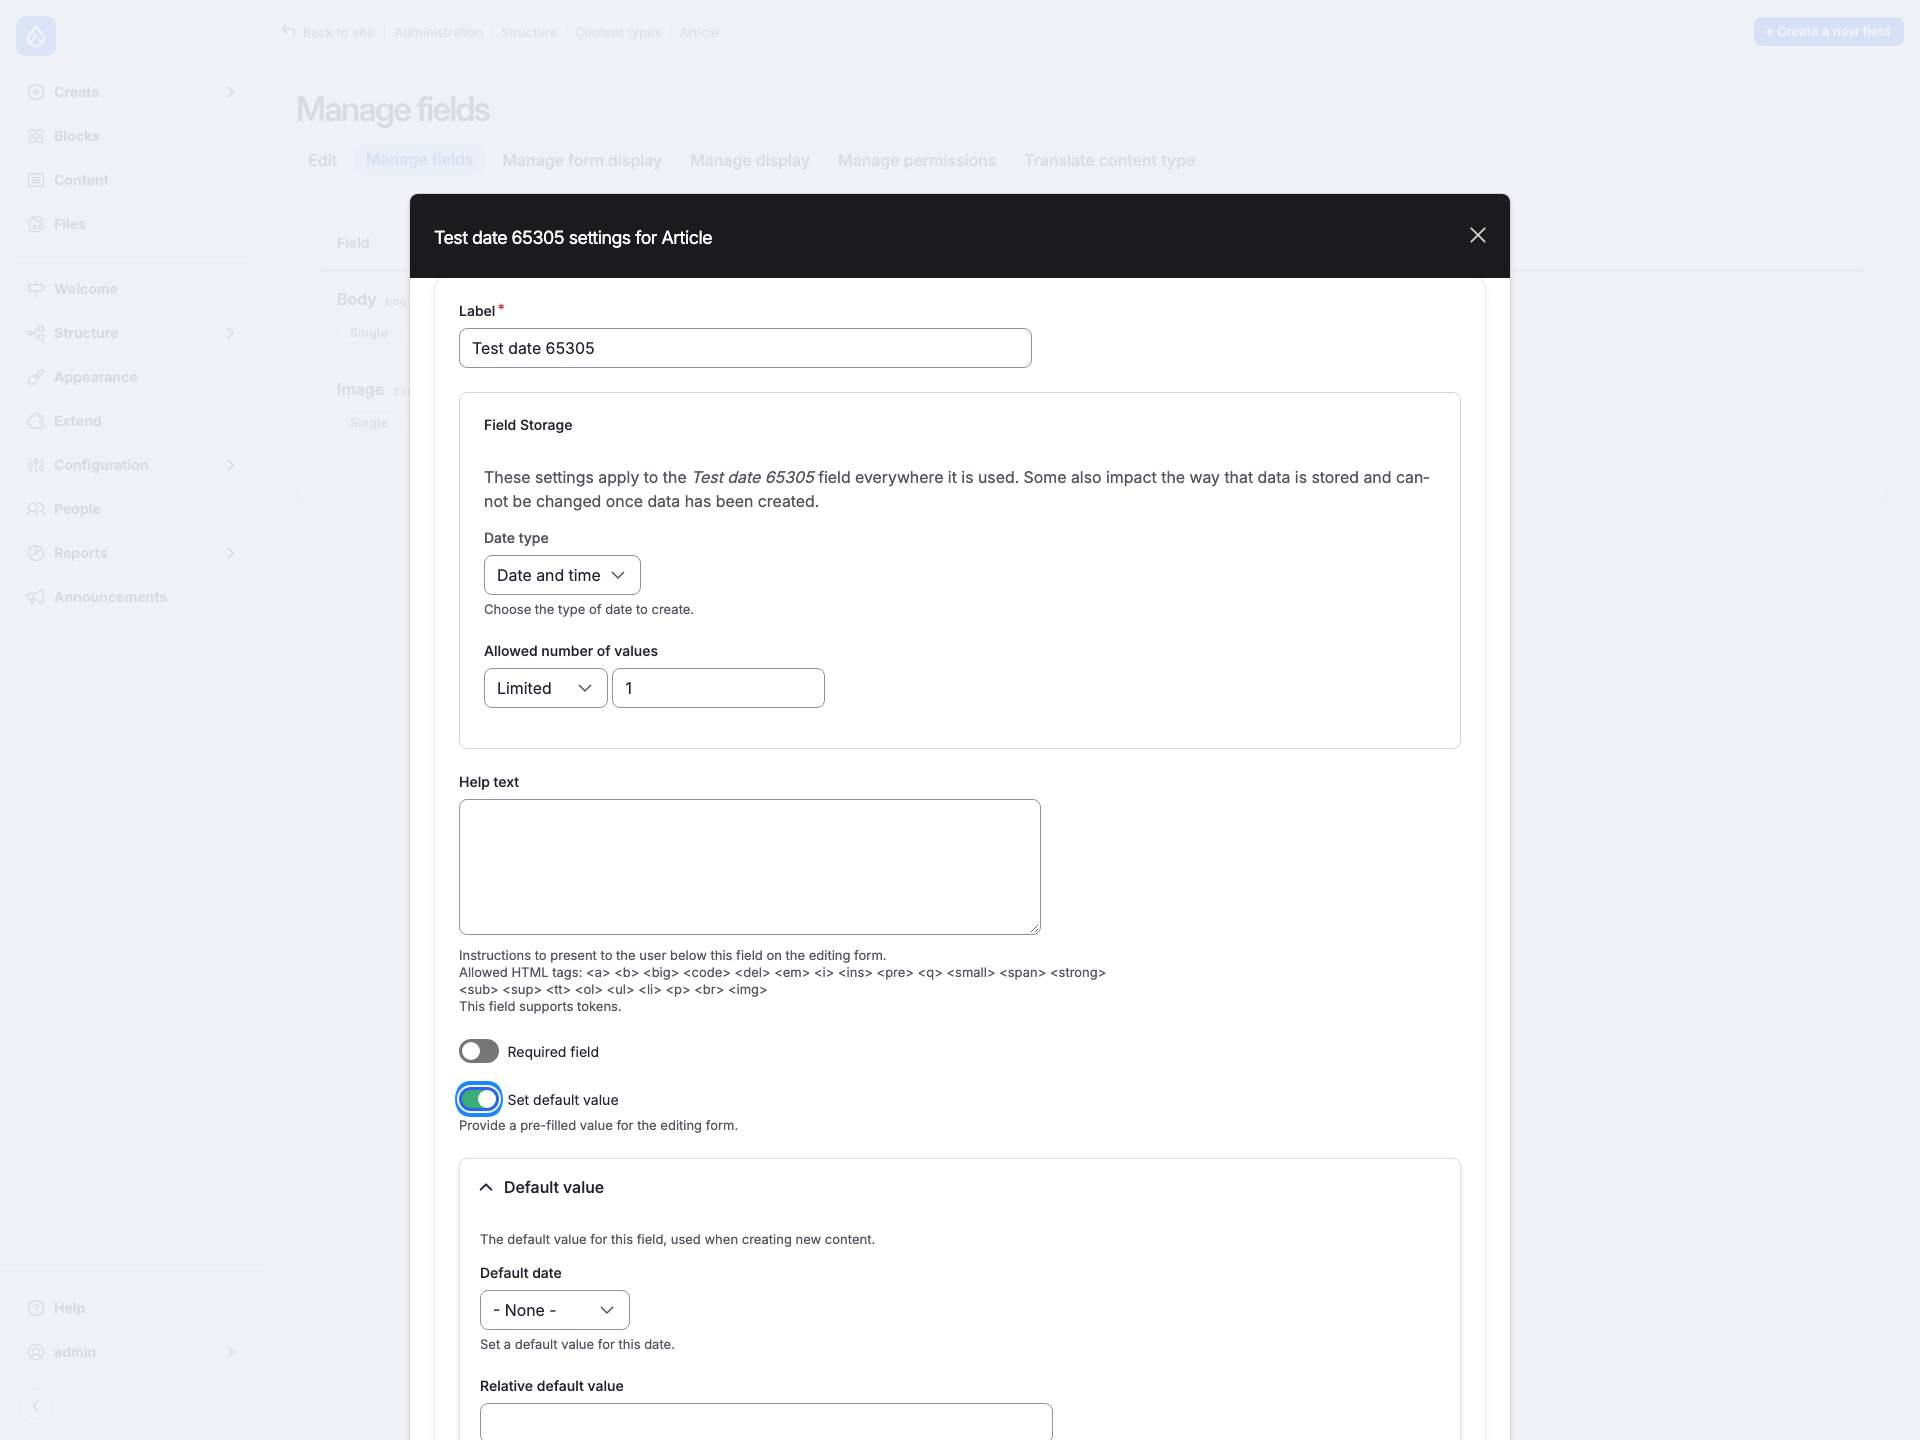 Back to site
Administration
Structure
Content types
Article
+ Create a new field
Create
Blocks
Content
Files
Welcome
Structure
Appearance
Extend
Configuration
People
Reports
Announcements
Help
admin
Manage fields
Edit
Manage fields
Manage form display
Manage display
Manage permissions
Translate content type
Field
Body
Single
Image
Single
Test date 65305 settings for Article
Label*
Test date 65305
Field Storage
These settings apply to the Test date 65305 field everywhere it is used. Some also impact the way that data is stored and can-
not be changed once data has been created.
Date type
Date and time
Choose the type of date to create.
Allowed number of values
Limited
1
Help text
Instructions to present to the user below this field on the editing form.
Allowed HTML tags: <a> <b> <big> <code> <del> <em> <i> <ins> <pre> <q> <small> <span> <strong>
<sub> <sup> <tt> <ol> <ul> <li> <p> <br> <img>
This field supports tokens.
Required field
Set default value
Provide a pre-filled value for the editing form.
Default value
The default value for this field, used when creating new content.
Default date
- None -
Set a default value for this date.
Relative default value